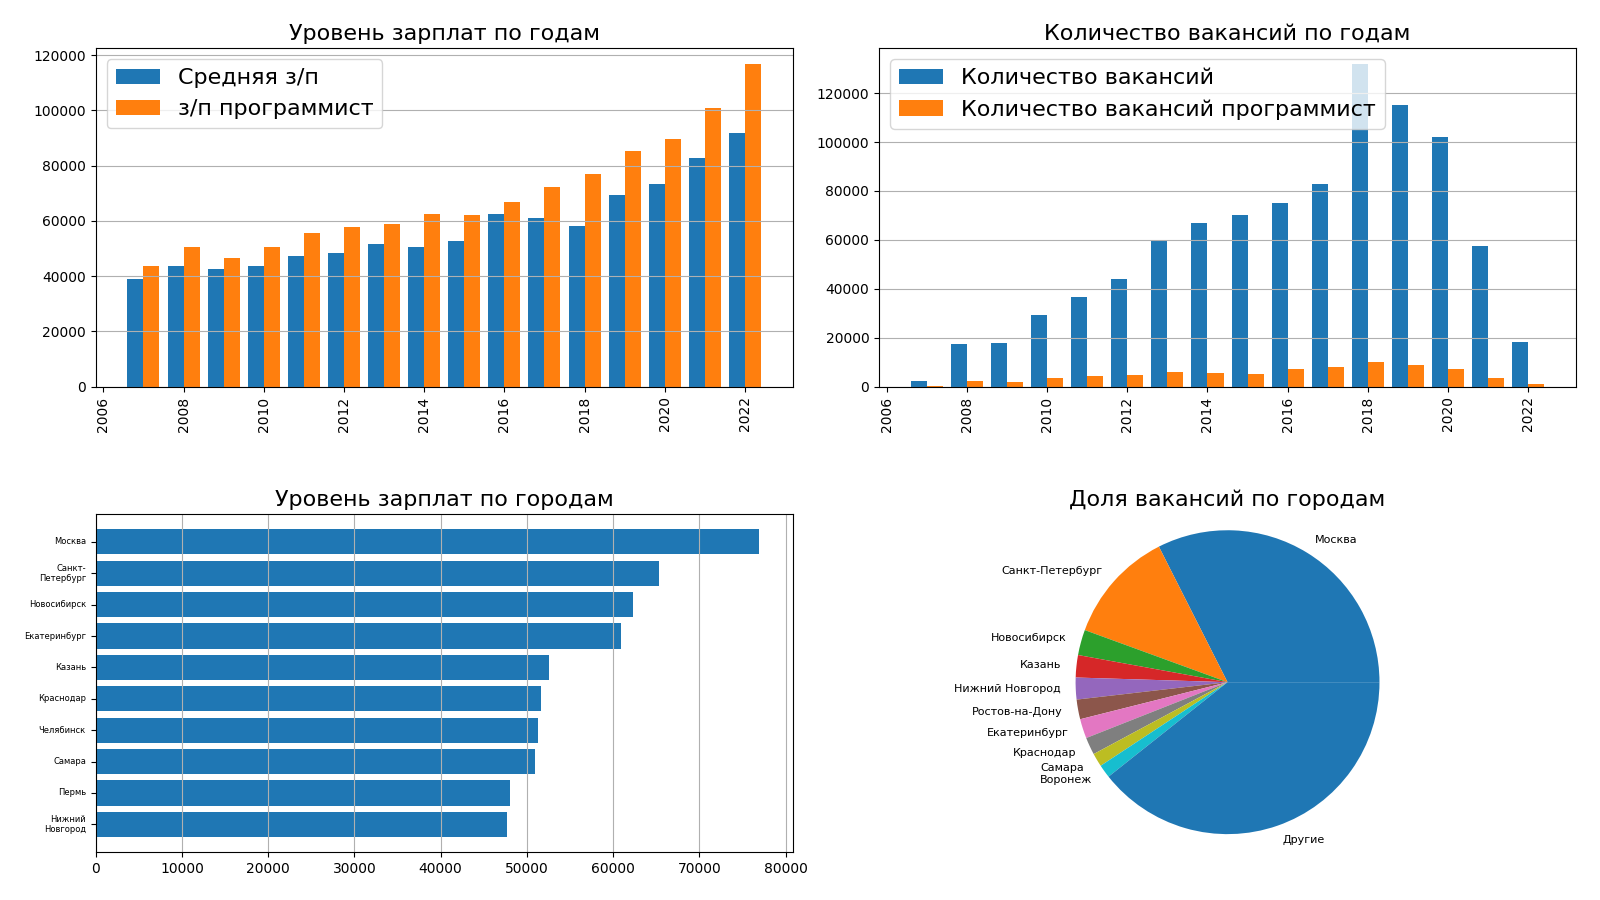 Уровень зарплат по годам
120000
100000
80000
60000
40000
20000
0
Средняя з/п
з/п программист
2006
2008
2010
2012
2014
2016
2018
2020
2022
Количество вакансий по годам
120000
100000
80000
60000
40000
20000
0
Количество вакансий
Количество вакансий программист
2006
2008
2010
2012
2014
2016
2018
2020
2022
Уровень зарплат по городам
Москва
Санкт-
Петербург
Новосибирск
Екатеринбург
Казань
Краснодар
Челябинск
Самара
Пермь
Нижний
Новгород
0
10000
20000
30000
40000
50000
60000
70000
80000
Доля вакансий по городам
Москва
Санкт-Петербург
Новосибирск
Казань
Нижний Новгород
Ростов-на-Дону
Екатеринбург
Краснодар
Самара
Воронеж
Другие